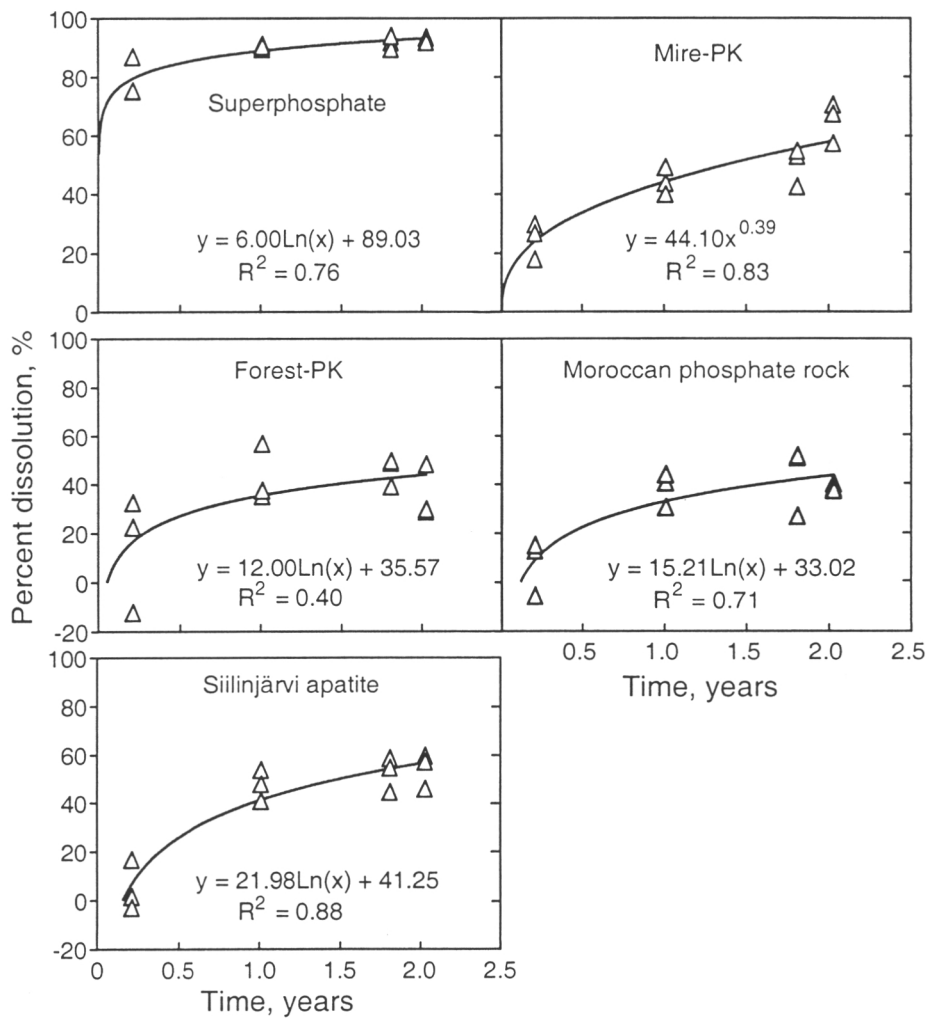 100
80
60
40
20
0
Superphosphate
y = 6.00Ln(x) + 89.03
R² = 0.76
Mire-PK
y = 44.10x^0.39
R² = 0.83
Percent dissolution, %
100
80
60
40
20
0
-20
Forest-PK
y = 12.00Ln(x) + 35.57
R² = 0.40
Moroccan phosphate rock
y = 15.21Ln(x) + 33.02
R² = 0.71
0.5 1.0 1.5 2.0 2.5
Time, years
100
80
60
40
20
0
-20
Siilinjärvi apatite
y = 21.98Ln(x) + 41.25
R² = 0.88
0 0.5 1.0 1.5 2.0 2.5
Time, years